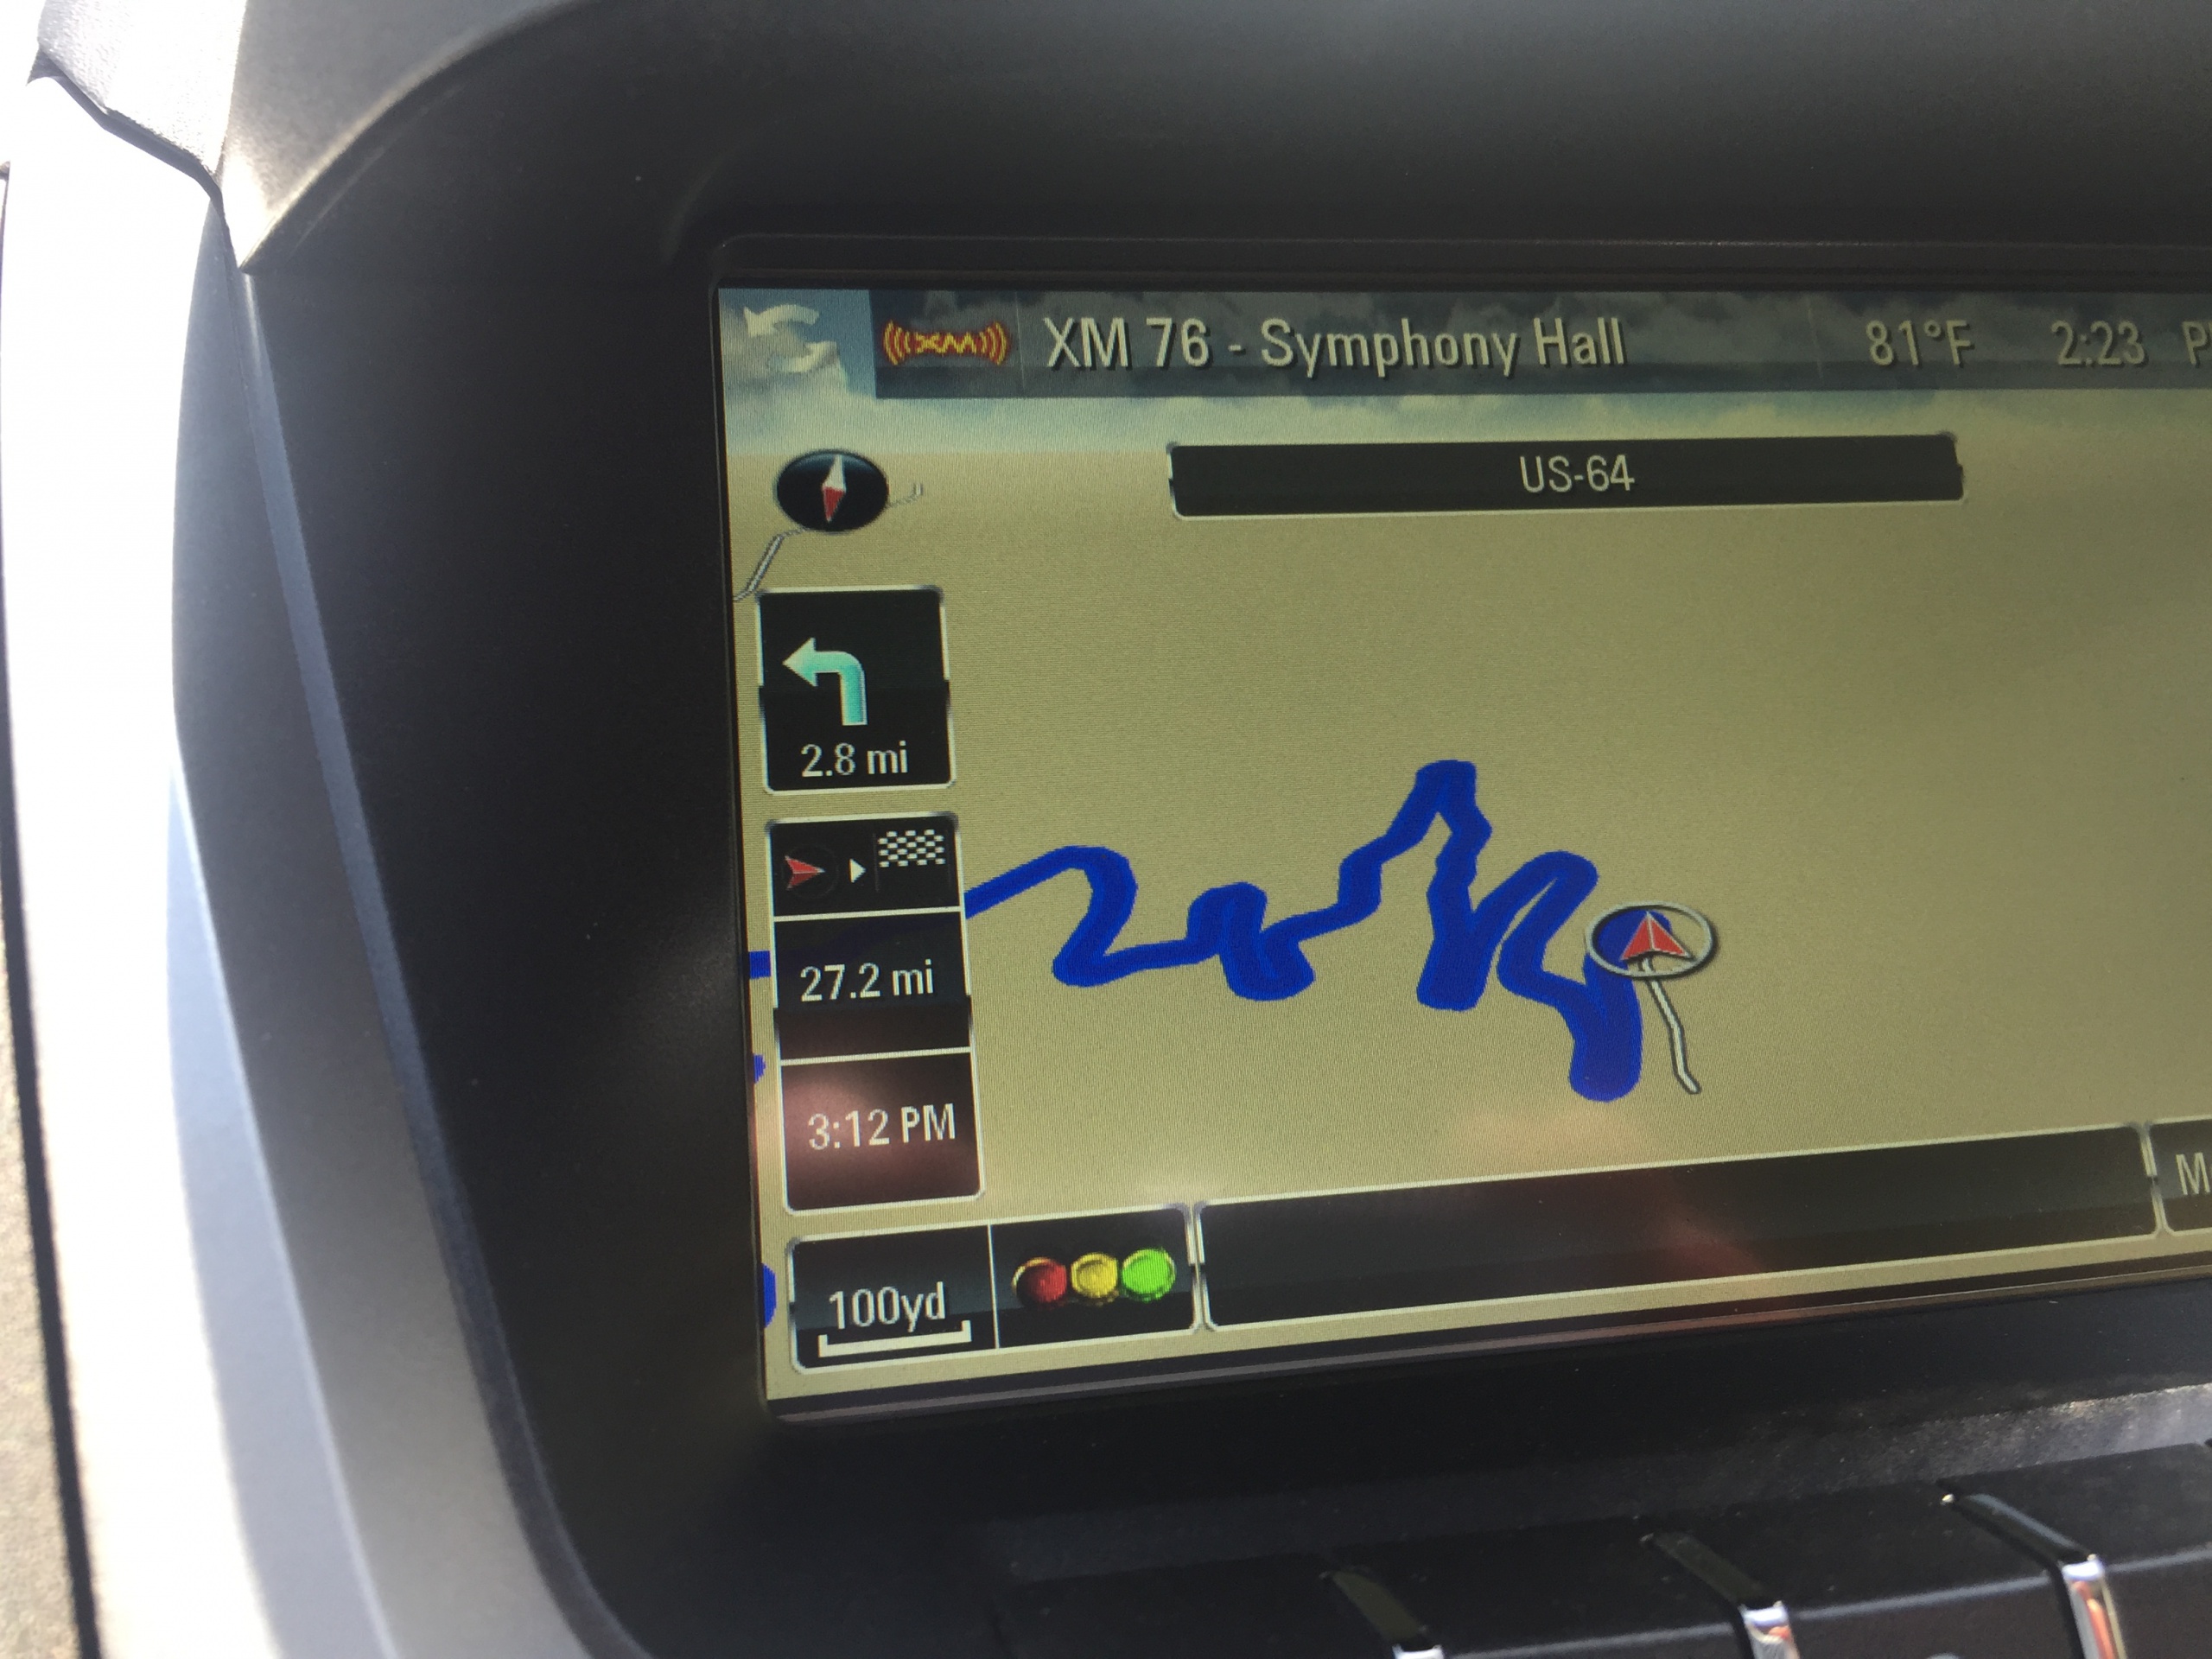 XM XM 76 - Symphony Hall 81°F 2:23 P
US-64
2.8 mi
27.2 mi
3:12 PM
M
100yd